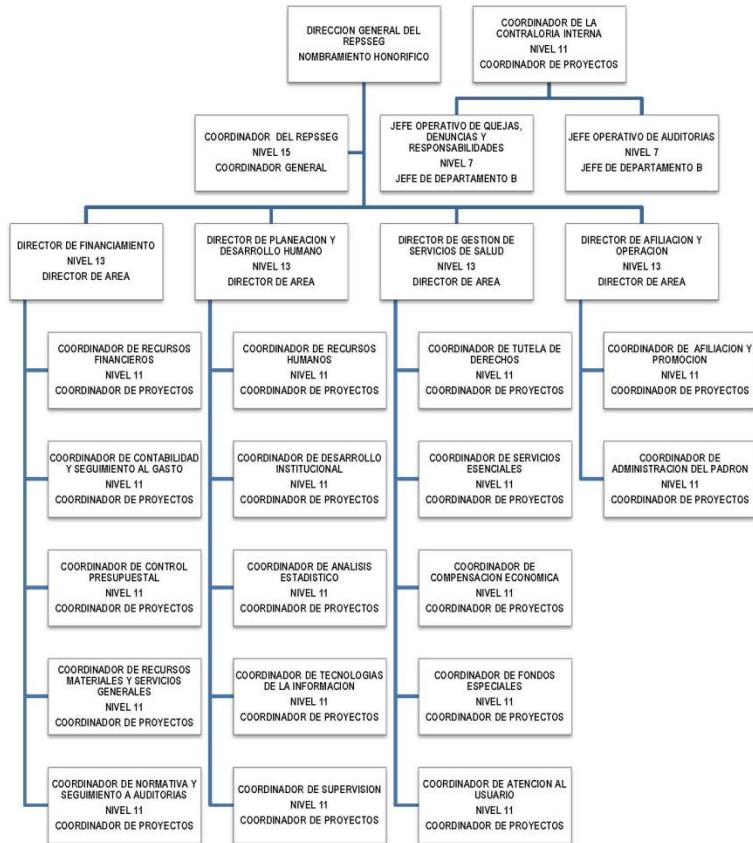 DIRECCION GENERAL DEL
REPSSEG
NOMBRAMIENTO HONORIFICO
COORDINADOR DE LA
CONTRALORIA INTERNA
NIVEL 11
COORDINADOR DE PROYECTOS
COORDINADOR DEL REPSSEG
NIVEL 15
COORDINADOR GENERAL
JEFE OPERATIVO DE QUEJAS,
DENUNCIAS Y
RESPONSABILIDADES
NIVEL 7
JEFE DE DEPARTAMENTO B
JEFE OPERATIVO DE AUDITORIAS
NIVEL 7
JEFE DE DEPARTAMENTO B
DIRECTOR DE FINANCIAMIENTO
NIVEL 13
DIRECTOR DE AREA
DIRECTOR DE PLANEACION Y
DESARROLLO HUMANO
NIVEL 13
DIRECTOR DE AREA
DIRECTOR DE GESTION DE
SERVICIOS DE SALUD
NIVEL 13
DIRECTOR DE AREA
DIRECTOR DE AFILIACION Y
OPERACIÓN
NIVEL 13
DIRECTOR DE AREA
COORDINADOR DE RECURSOS
FINANCIEROS
NIVEL 11
COORDINADOR DE PROYECTOS
COORDINADOR DE RECURSOS
HUMANOS
NIVEL 11
COORDINADOR DE PROYECTOS
COORDINADOR DE TUTELA DE
DERECHOS
NIVEL 11
COORDINADOR DE PROYECTOS
COORDINADOR DE AFILIACION Y
PROMOCION
NIVEL 11
COORDINADOR DE PROYECTOS
COORDINADOR DE CONTABILIDAD
Y SEGUIMIENTO AL GASTO
NIVEL 11
COORDINADOR DE PROYECTOS
COORDINADOR DE DESARROLLO
INSTITUCIONAL
NIVEL 11
COORDINADOR DE PROYECTOS
COORDINADOR DE SERVICIOS
ESENCIALES
NIVEL 11
COORDINADOR DE PROYECTOS
COORDINADOR DE
ADMINISTRACION DEL PADRON
NIVEL 11
COORDINADOR DE PROYECTOS
COORDINADOR DE CONTROL
PRESUPUESTAL
NIVEL 11
COORDINADOR DE PROYECTOS
COORDINADOR DE ANALISIS
ESTADISTICO
NIVEL 11
COORDINADOR DE PROYECTOS
COORDINADOR DE
COMPENSACION ECONOMICA
NIVEL 11
COORDINADOR DE PROYECTOS
COORDINADOR DE RECURSOS
MATERIALES Y SERVICIOS
GENERALES
NIVEL 11
COORDINADOR DE PROYECTOS
COORDINADOR DE TECNOLOGIAS
DE LA INFORMACION
NIVEL 11
COORDINADOR DE PROYECTOS
COORDINADOR DE FONDOS
ESPECIALES
NIVEL 11
COORDINADOR DE PROYECTOS
COORDINADOR DE NORMATIVA Y
SEGUIMIENTO A AUDITORIAS
NIVEL 11
COORDINADOR DE PROYECTOS
COORDINADOR DE SUPERVISION
NIVEL 11
COORDINADOR DE PROYECTOS
COORDINADOR DE ATENCION AL
USUARIO
NIVEL 11
COORDINADOR DE PROYECTOS